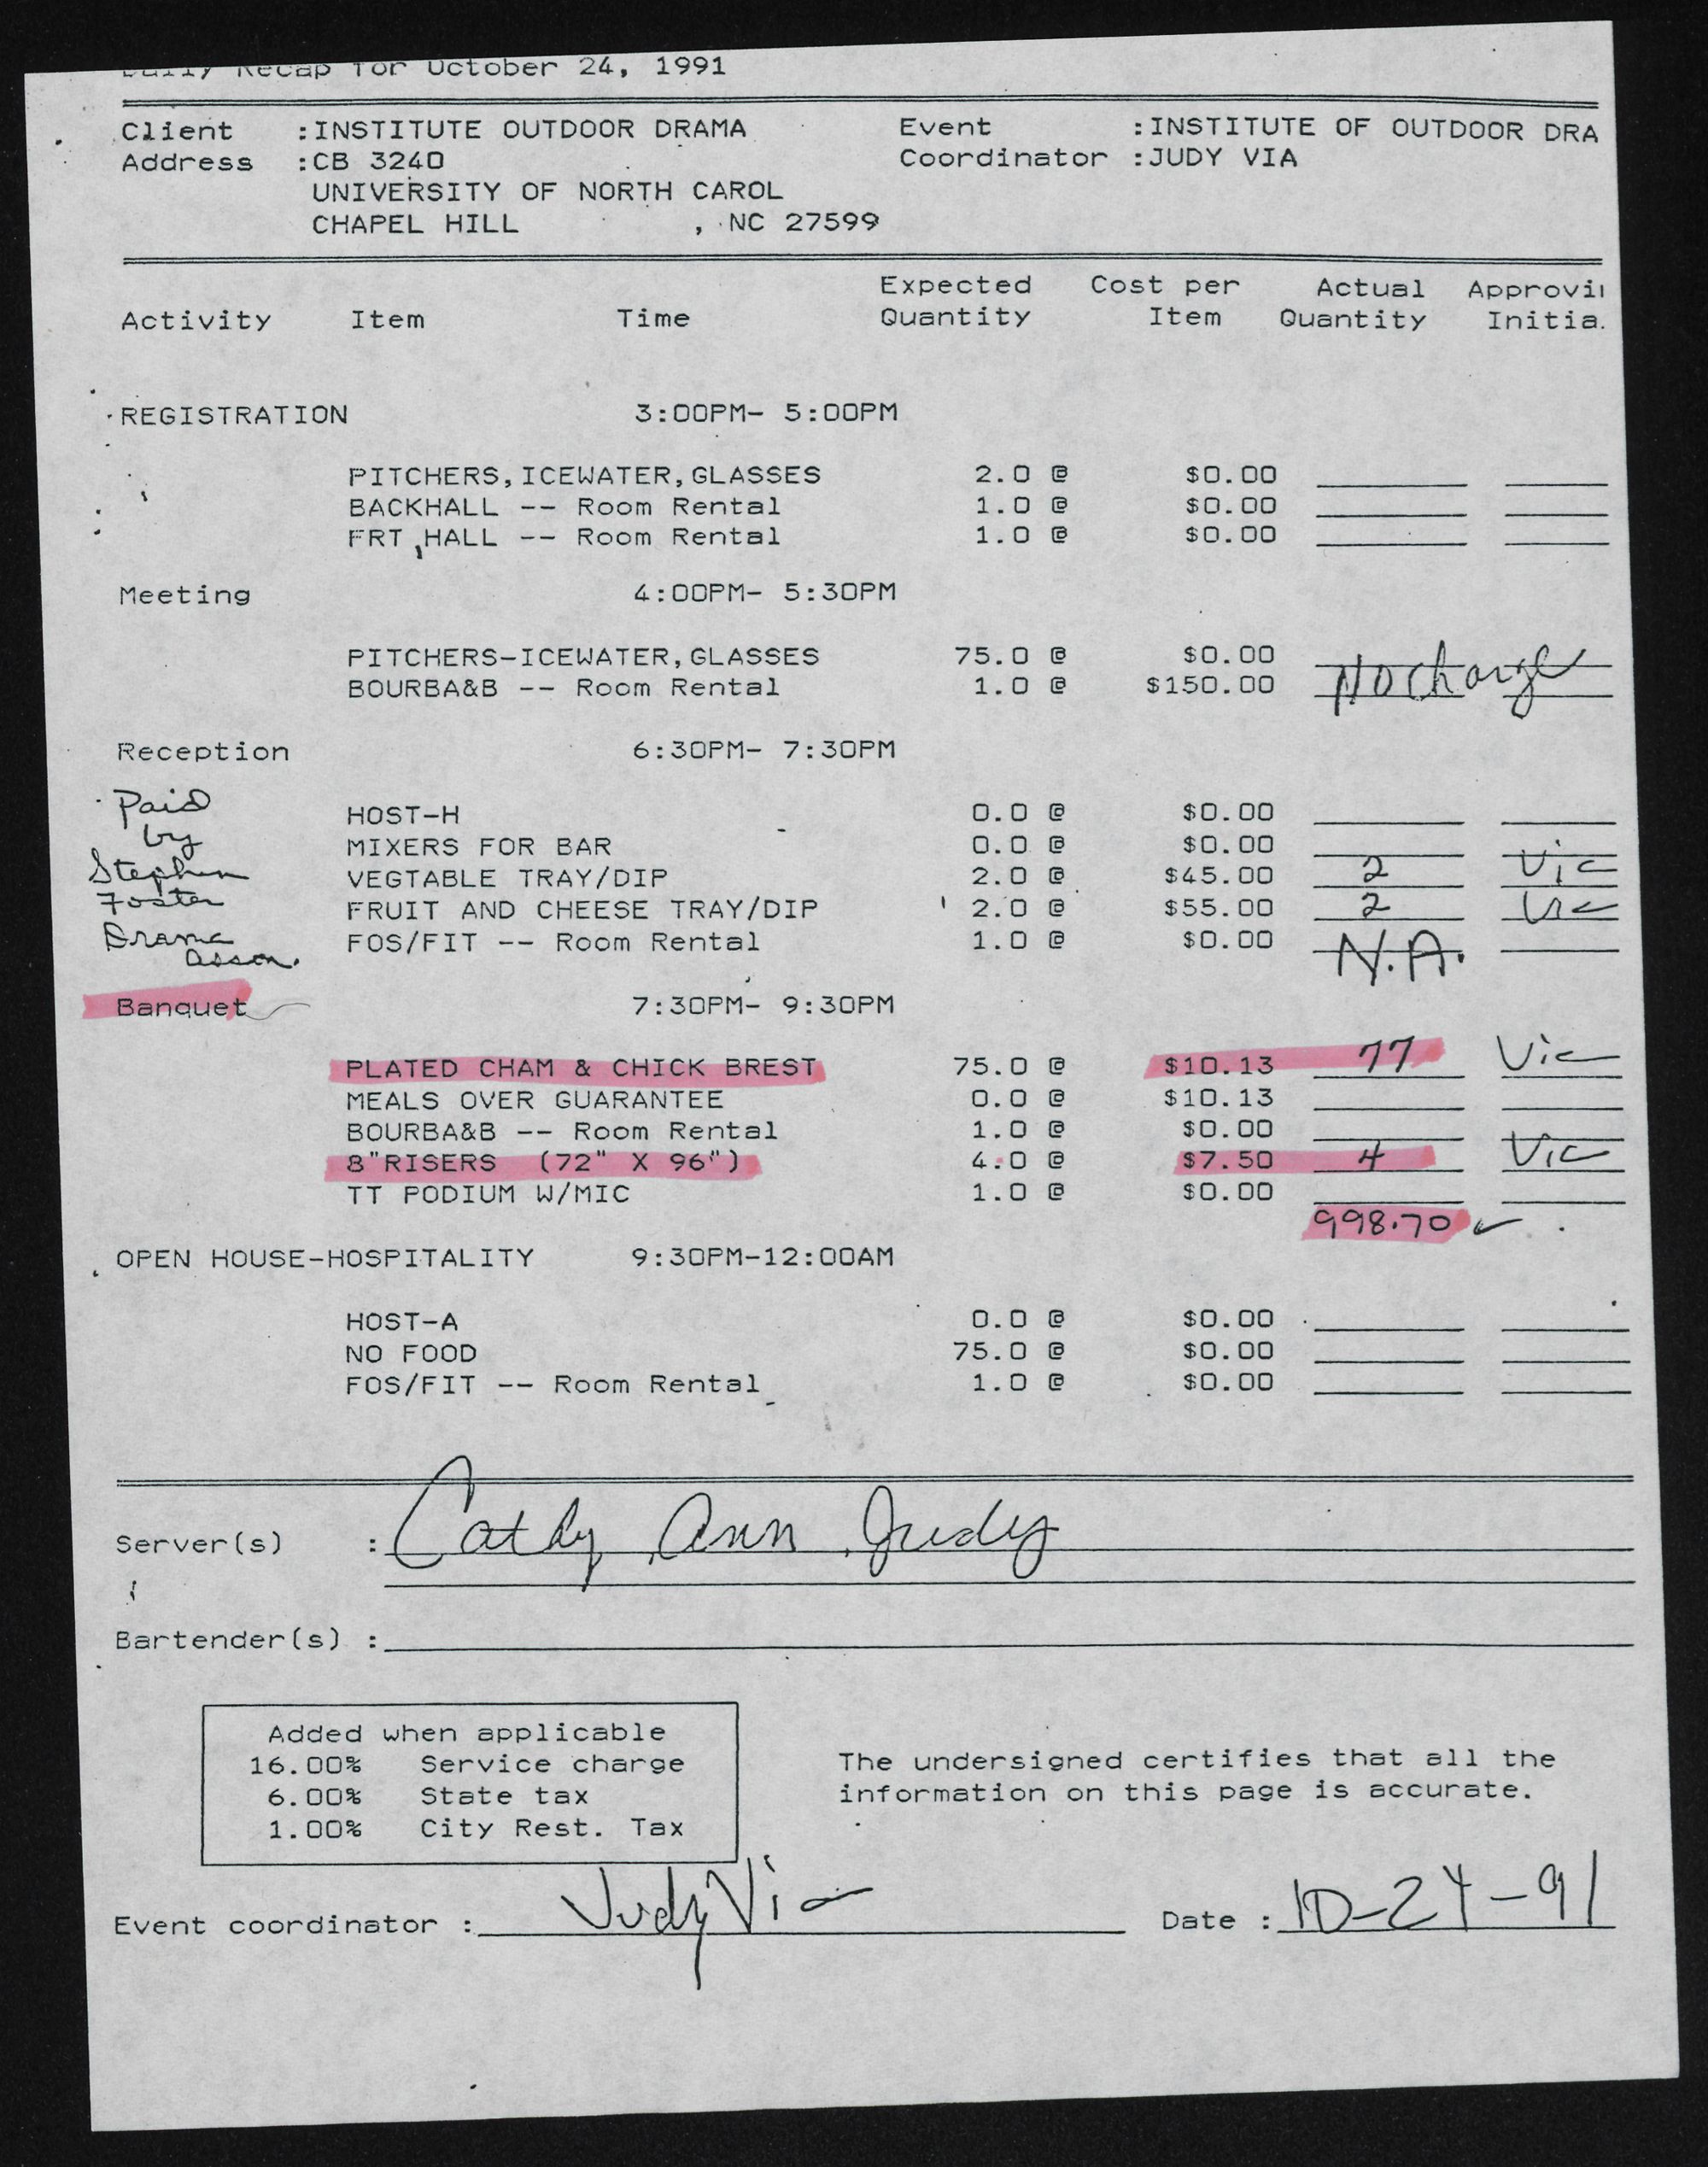 Daily Recap for October 24, 1991
Client :INSTITUTE OUTDOOR DRAMA Event :INSTITUTE OF OUTDOOR DRA
Address :CB 3240 Coordinator :JUDY VIA
UNIVERSITY OF NORTH CAROL
CHAPEL HILL , NC 27599
Expected Cost per Actual Approvi
Activity Item Time Quantity Item Quantity Initia.
REGISTRATION 3:00PM- 5:00PM
PITCHERS,ICEWATER,GLASSES 2.0 @ $0.00
BACKHALL -- Room Rental 1.0 @ $0.00
FRT HALL -- Room Rental 1.0 @ $0.00
Meeting 4:00PM- 5:30PM
PITCHERS-ICEWATER,GLASSES 75.0 @ $0.00
BOURBA&B -- Room Rental 1.0 @ $150.00 No charge
Reception 6:30PM- 7:30PM
Paid HOST-H 0.0 @ $0.00
by MIXERS FOR BAR 0.0 @ $0.00
Stephen VEGTABLE TRAY/DIP 2.0 @ $45.00 2 Via
Foster FRUIT AND CHEESE TRAY/DIP 2.0 @ $55.00 2 Via
Drama FOS/FIT -- Room Rental 1.0 @ $0.00 N.A.
Assn.
Banquet 7:30PM- 9:30PM
PLATED CHAM & CHICK BREST 75.0 @ $10.13 77 Via
MEALS OVER GUARANTEE 0.0 @ $10.13
BOURBA&B -- Room Rental 1.0 @ $0.00
8"RISERS (72" X 96") 4.0 @ $7.50 4 Via
TT PODIUM W/MIC 1.0 @ $0.00
998.70 ✓
OPEN HOUSE-HOSPITALITY 9:30PM-12:00AM
HOST-A 0.0 @ $0.00
NO FOOD 75.0 @ $0.00
FOS/FIT -- Room Rental 1.0 @ $0.00
Server(s) : Cathy, Ann, Judy
Bartender(s) :
Added when applicable
16.00% Service charge
6.00% State tax
1.00% City Rest. Tax
The undersigned certifies that all the
information on this page is accurate.
Event coordinator : Judy Via Date : 10-24-91